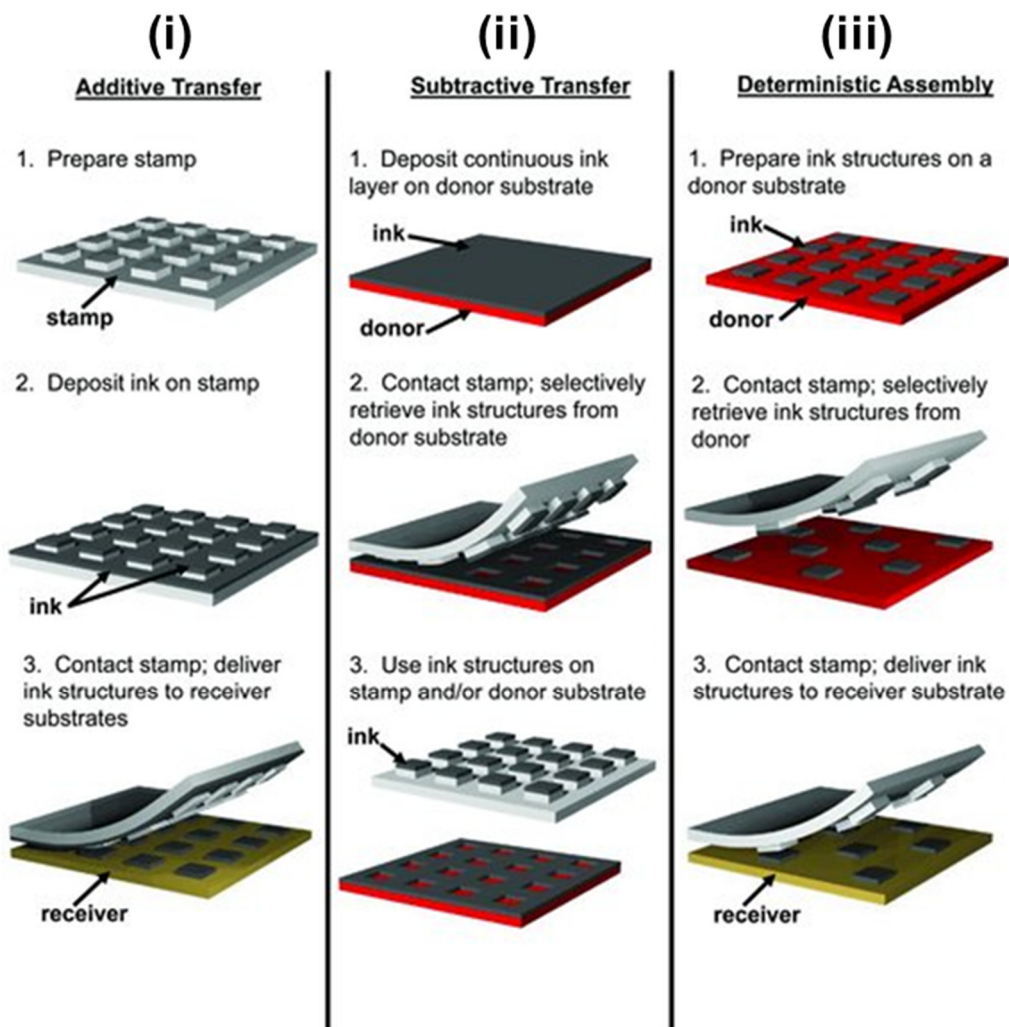 (i)
Additive Transfer
1. Prepare stamp
stamp
2. Deposit ink on stamp
ink
3. Contact stamp; deliver
ink structures to receiver
substrates
receiver
(ii)
Subtractive Transfer
1. Deposit continuous ink
layer on donor substrate
ink
donor
2. Contact stamp; selectively
retrieve ink structures from
donor substrate
3. Use ink structures on
stamp and/or donor substrate
ink
(iii)
Deterministic Assembly
1. Prepare ink structures on a
donor substrate
ink
donor
2. Contact stamp; selectively
retrieve ink structures from
donor
3. Contact stamp; deliver ink
structures to receiver substrate
receiver